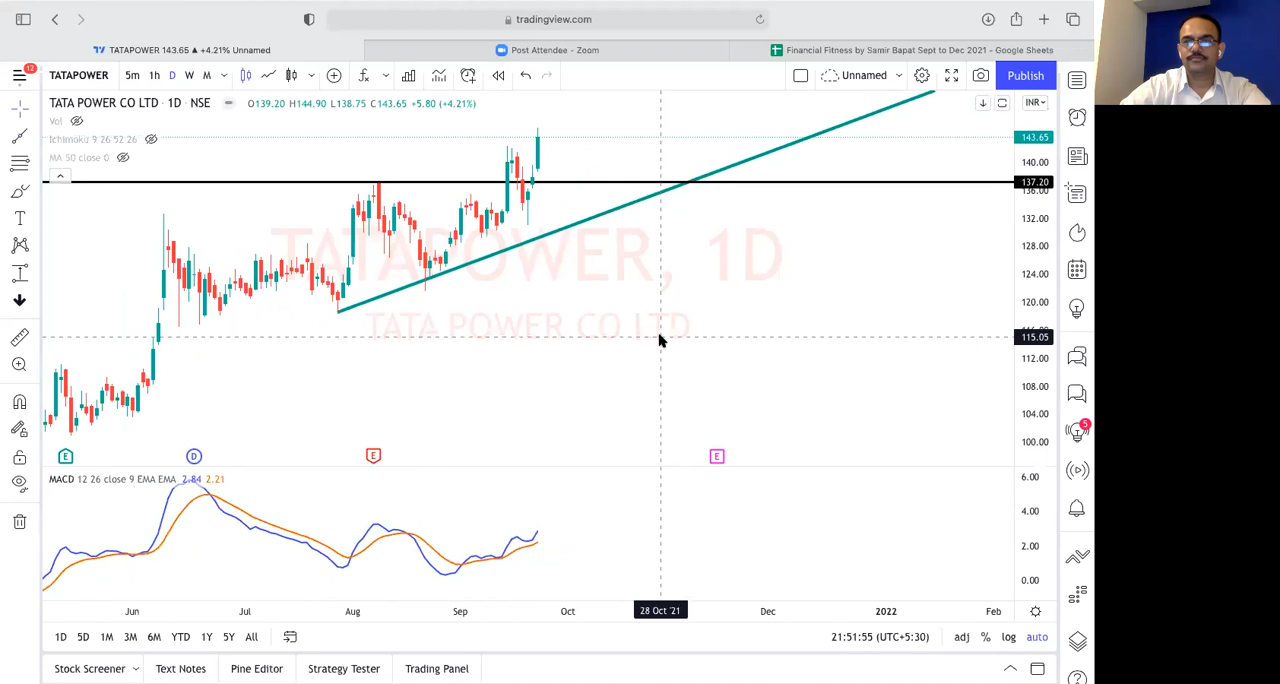 tradingview.com
TATAPOWER 143.65 ▲ +4.21% Unnamed
Post Attendee - Zoom
Financial Fitness by Samir Bapat Sept to Dec 2021 - Google Sheets
12
TATAPOWER
5m 1h D W M
Unnamed
Publish
TATA POWER CO LTD · 1D · NSE
O139.20 H144.90 L138.75 C143.65 +5.80 (+4.21%)
INR
Vol
Ichimoku 9 26 52 26
MA 50 close 0
TATAPOWER, 1D
TATA POWER CO LTD
143.65
140.00
137.20
136.00
132.00
128.00
124.00
120.00
115.05
112.00
108.00
104.00
100.00
E
D
E
E
5
MACD 12 26 close 9 EMA EMA 2.84 2.21
6.00
4.00
2.00
0.00
Jun
Jul
Aug
Sep
Oct
28 Oct '21
Dec
2022
Feb
1D 5D 1M 3M 6M YTD 1Y 5Y All
21:51:55 (UTC+5:30)
adj % log auto
Stock Screener
Text Notes
Pine Editor
Strategy Tester
Trading Panel